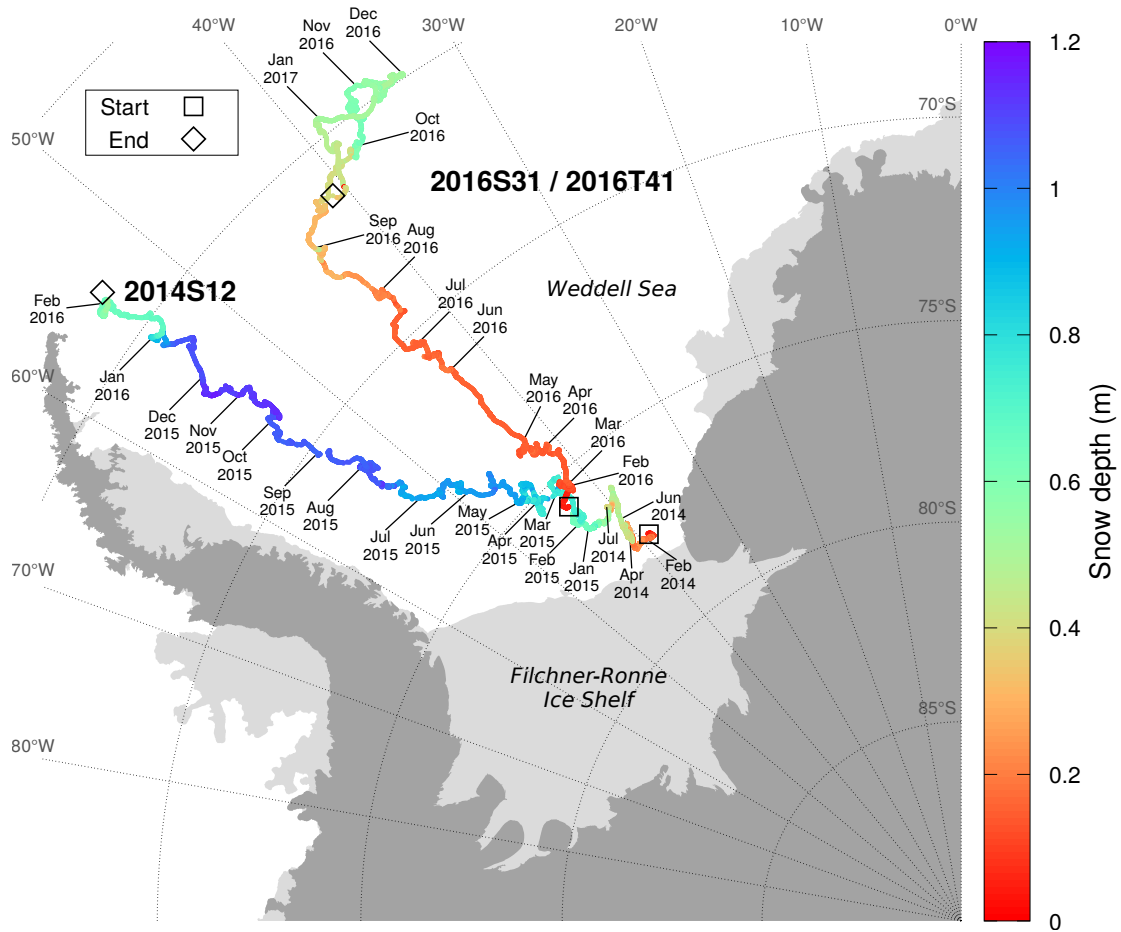 40°W
30°W
20°W
10°W
0°W
Dec
2016
Nov
2016
Jan
2017
Start
End
50°W
Oct
2016
70°S
2016S31 / 2016T41
Sep
2016
Aug
2016
Weddell Sea
2014S12
Feb
2016
Jul
2016
Jun
2016
75°S
60°W
Jan
2016
Dec
2015
Nov
2015
Oct
2015
May
2016
Apr
2016
Mar
2016
Feb
2016
Sep
2015
Aug
2015
Jul
2015
Jun
2015
May
2015
Apr
2015
Mar
2015
Feb
2015
Jan
2015
Jul
2014
Jun
2014
Apr
2014
Feb
2014
80°S
70°W
Filchner-Ronne
Ice Shelf
85°S
80°W
1.2
1
0.8
0.6
0.4
0.2
0
Snow depth (m)